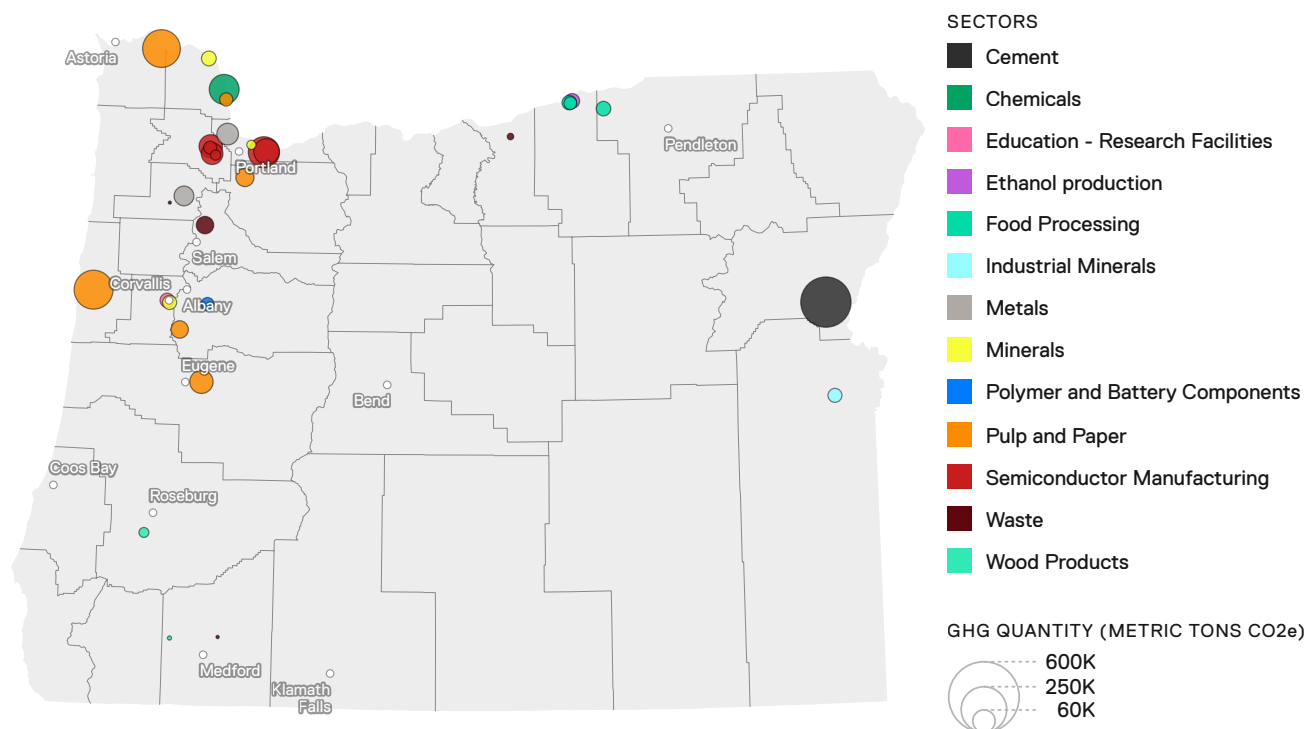 Astoria
Portland
Pendleton
Salem
Corvallis
Albany
Eugene
Bend
Coos Bay
Roseburg
Medford
Klamath
Falls
SECTORS
Cement
Chemicals
Education - Research Facilities
Ethanol production
Food Processing
Industrial Minerals
Metals
Minerals
Polymer and Battery Components
Pulp and Paper
Semiconductor Manufacturing
Waste
Wood Products
GHG QUANTITY (METRIC TONS CO2e)
600K
250K
60K